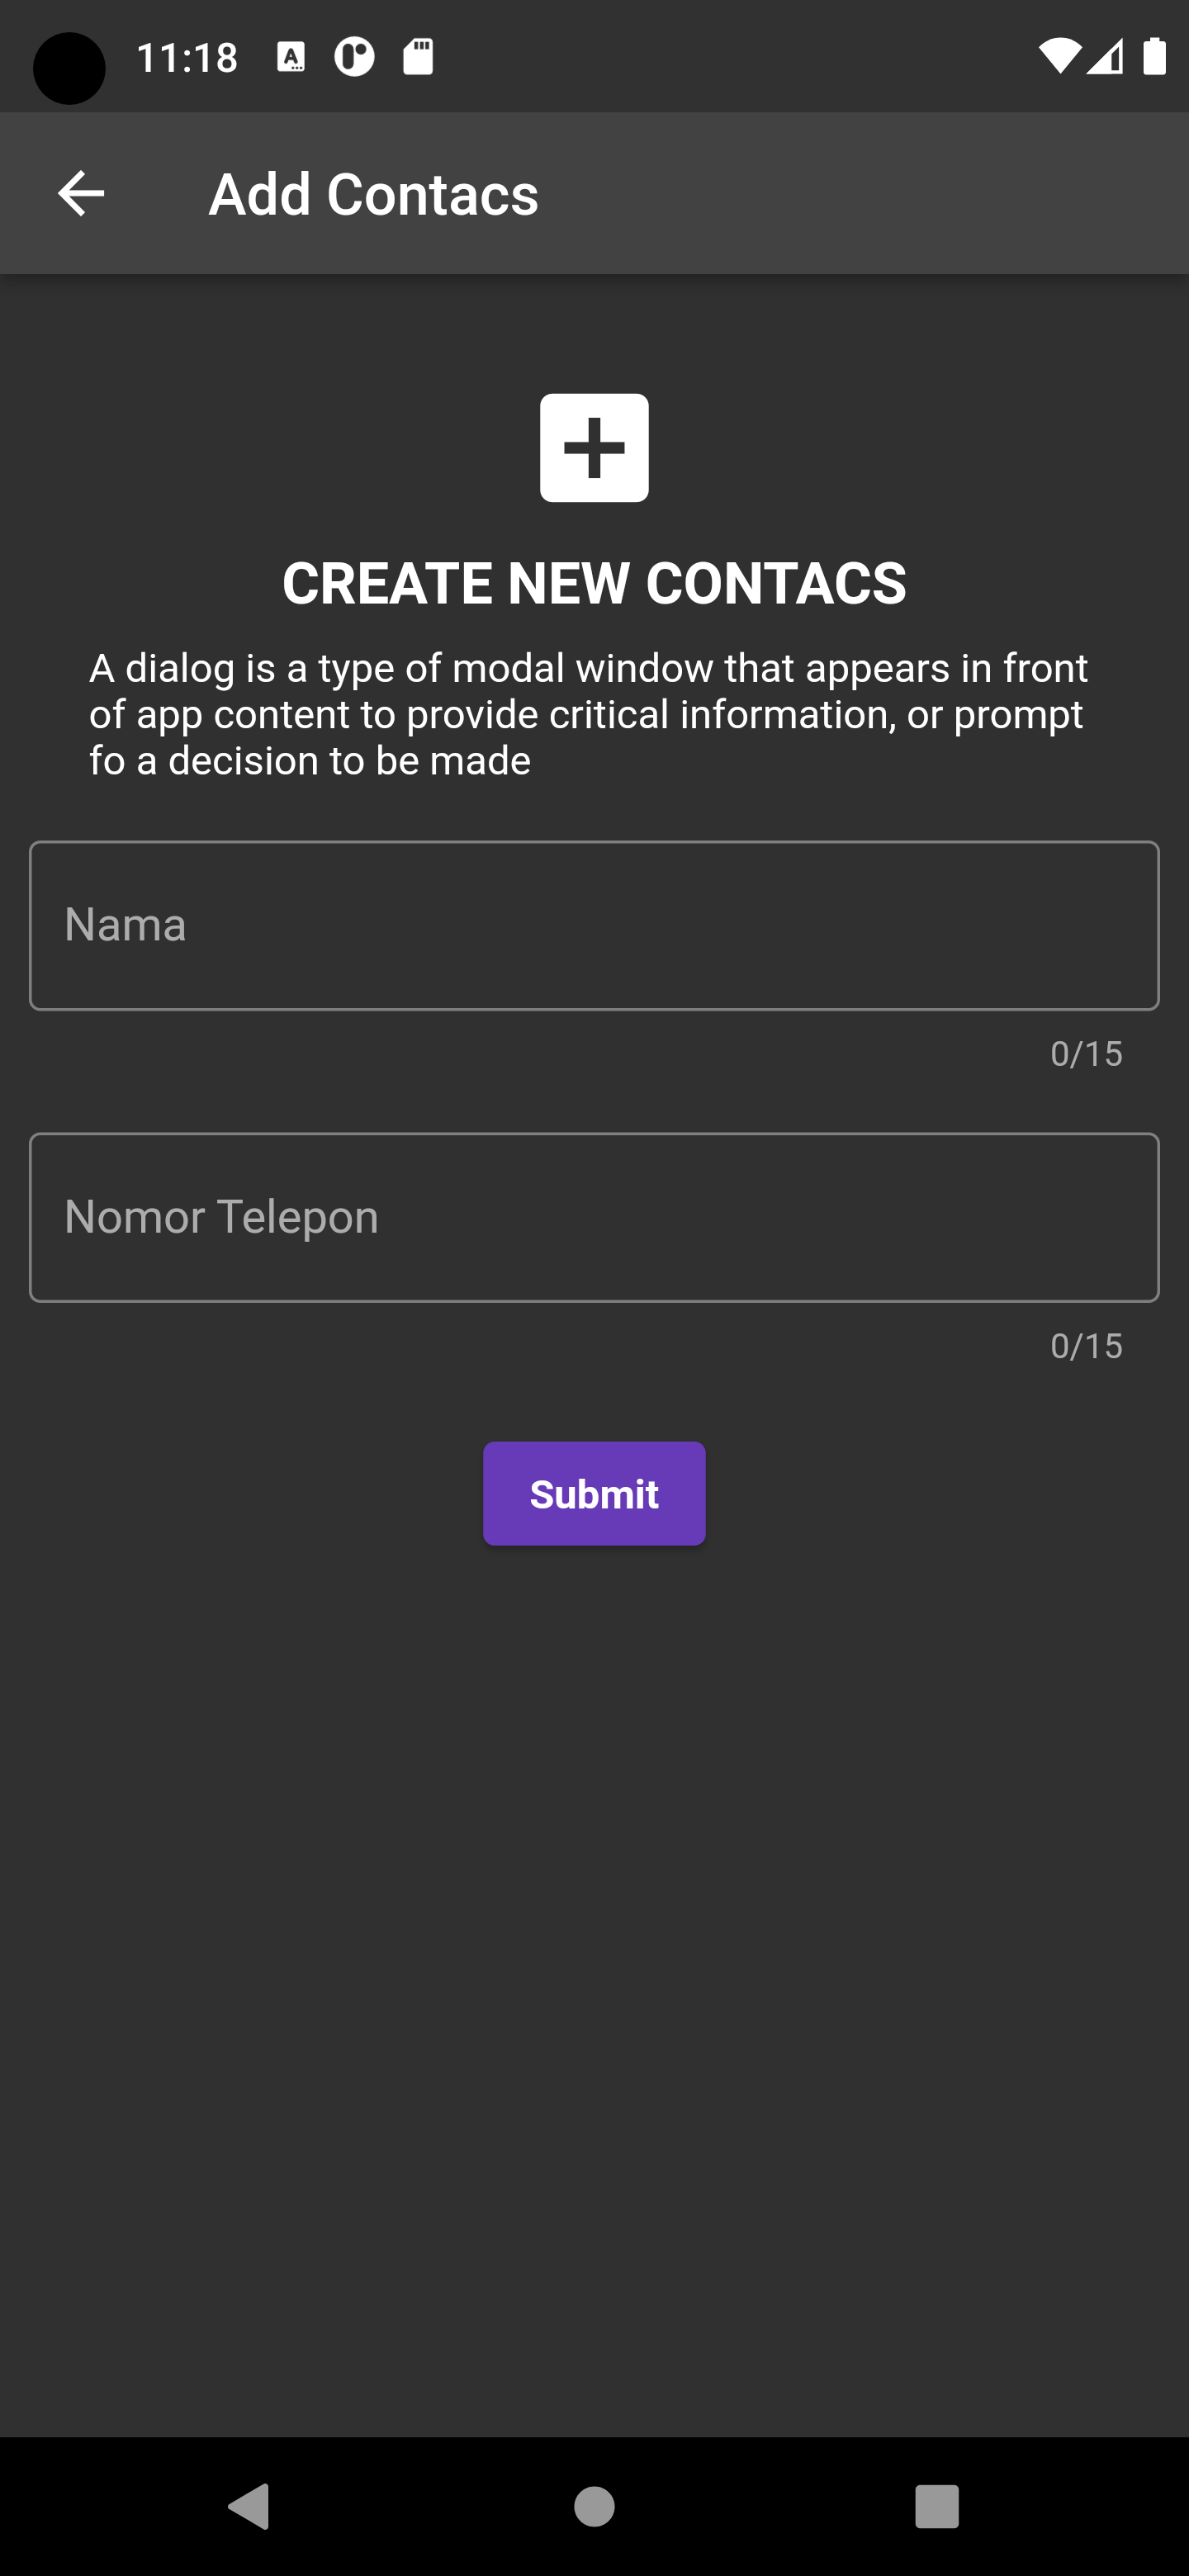 11:18
Add Contacs
CREATE NEW CONTACS
A dialog is a type of modal window that appears in front
of app content to provide critical information, or prompt
fo a decision to be made
Nama
0/15
Nomor Telepon
0/15
Submit